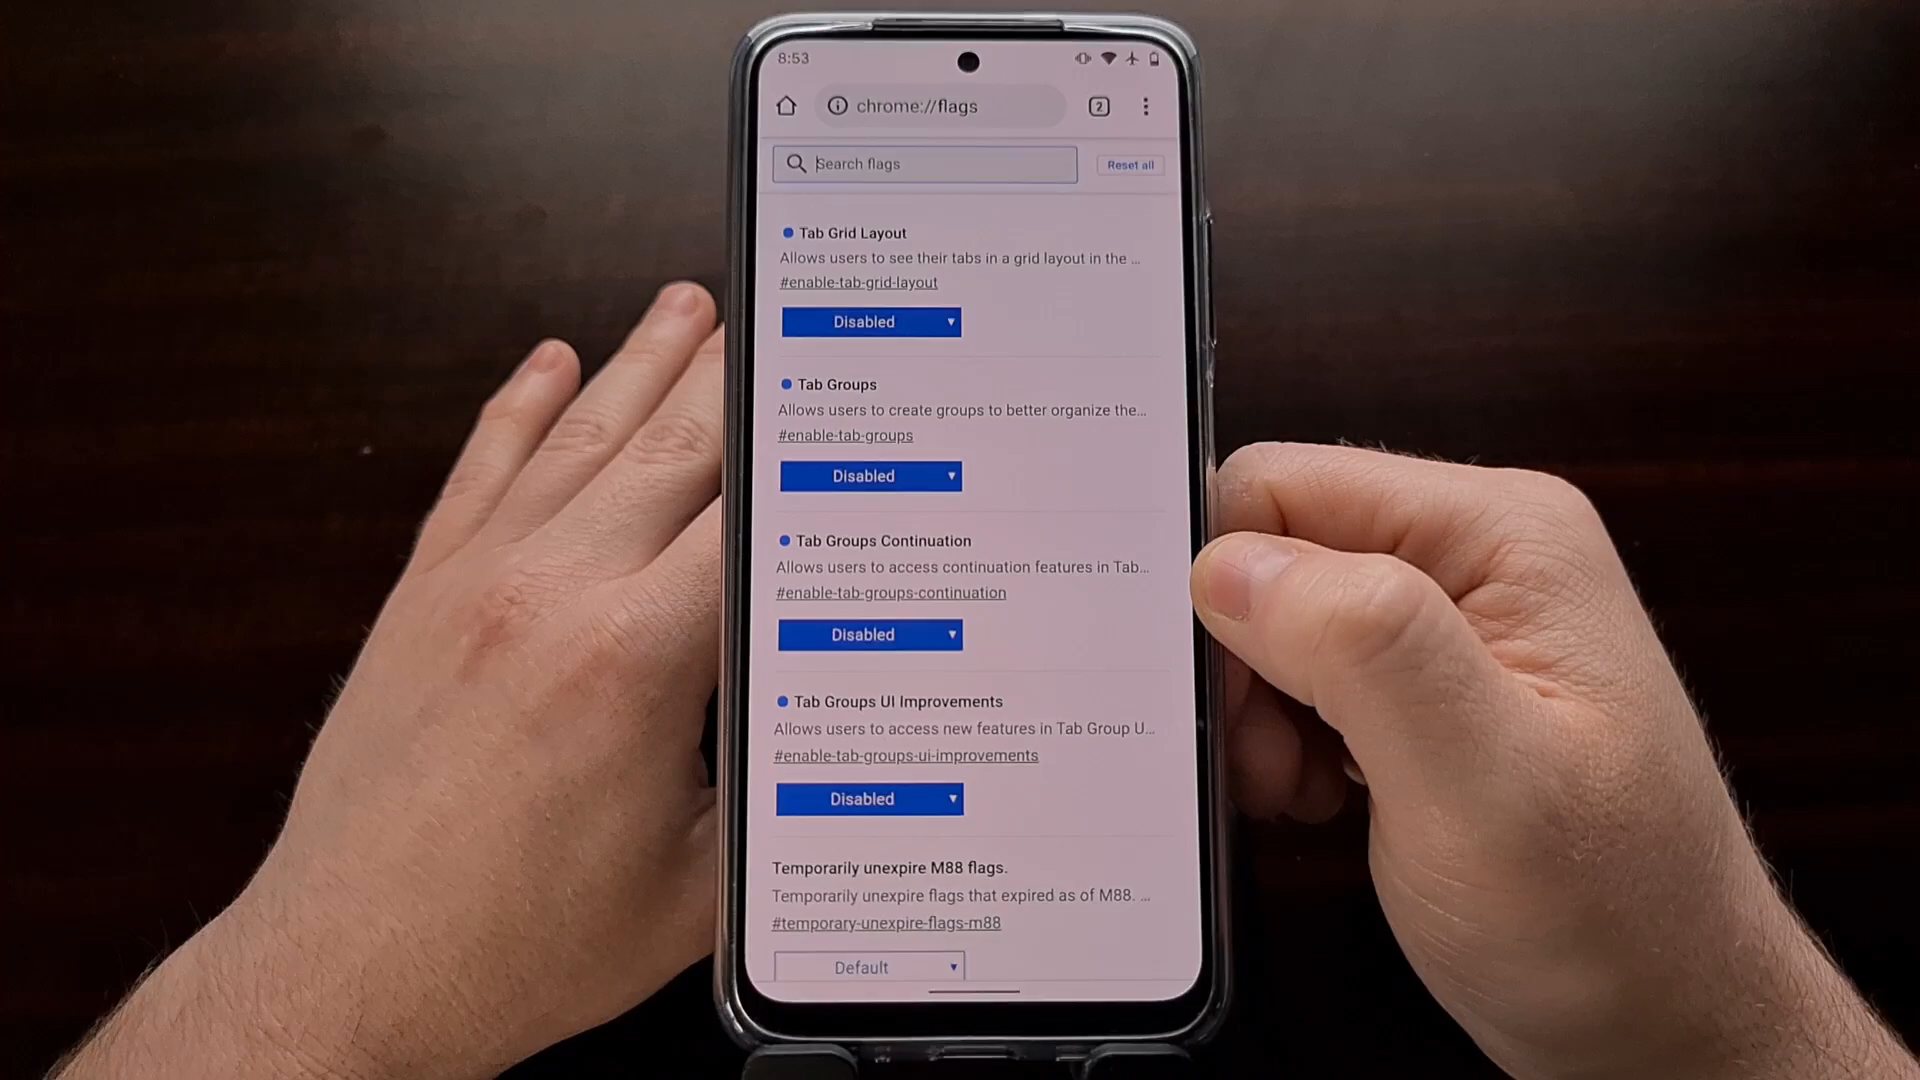 8:53
chrome://flags
2
Search flags
Reset all
Tab Grid Layout
Allows users to see their tabs in a grid layout in the ...
#enable-tab-grid-layout
Disabled
Tab Groups
Allows users to create groups to better organize the...
#enable-tab-groups
Disabled
Tab Groups Continuation
Allows users to access continuation features in Tab...
#enable-tab-groups-continuation
Disabled
Tab Groups UI Improvements
Allows users to access new features in Tab Group U...
#enable-tab-groups-ui-improvements
Disabled
Temporarily unexpire M88 flags.
Temporarily unexpire flags that expired as of M88. ...
#temporary-unexpire-flags-m88
Default